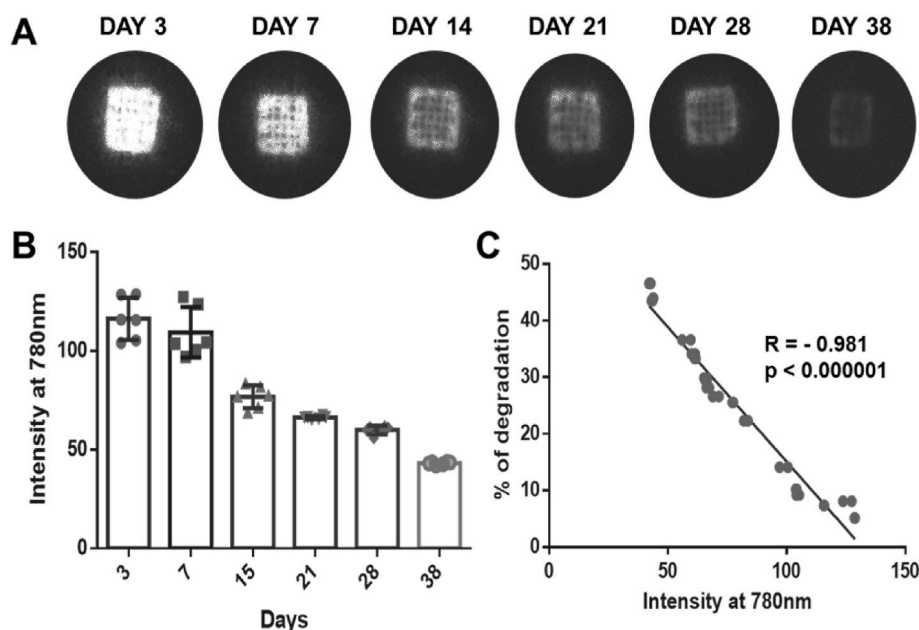 A
DAY 3 DAY 7 DAY 14 DAY 21 DAY 28 DAY 38
B
Intensity at 780nm
150
100
50
0
3 7 15 21 28 38
Days
C
% of degradation
50
40
30
20
10
0
R = - 0.981
p < 0.000001
0 50 100 150
Intensity at 780nm